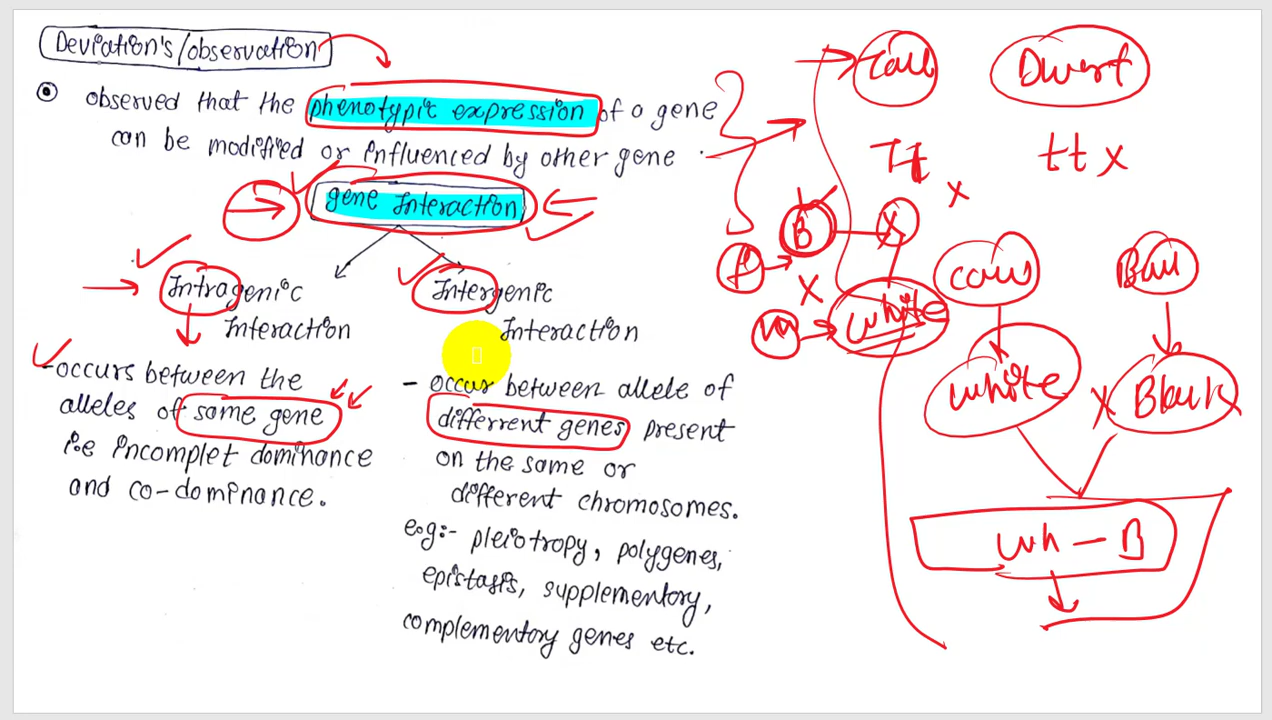 Deviation's/observation
observed that the phenotypic expression of a gene
can be modified or influenced by other gene.
gene Interaction
Intragenic
Interaction
-occurs between the
alleles of same gene
i.e incomplet dominance
and co-dominance.
Intergenic
Interaction
- occur between allele of
different genes present
on the same or
different chromosomes.
e.g:- pleiotropy, polygenes,
epistasis, supplementory,
complementory genes etc.
Tall Dwarf
Tt tt x
x
B X
X
white
cow Bull
white X Black
wh - B